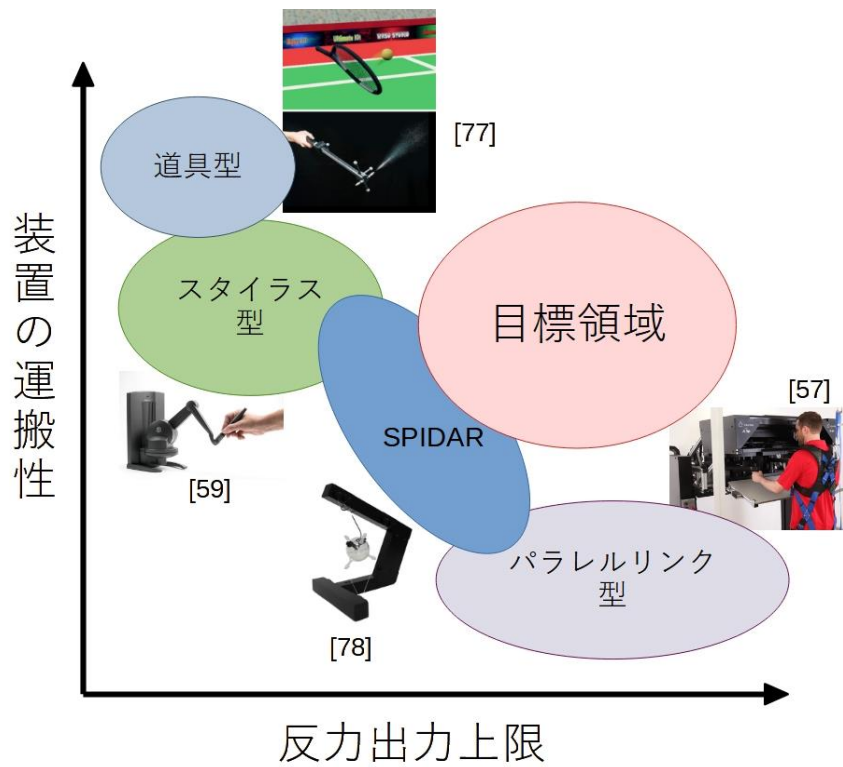 [77]
道具型
装置の運搬性
スタイラス
型
目標領域
[57]
SPIDAR
[59]
パラレルリンク
型
[78]
反力出力上限